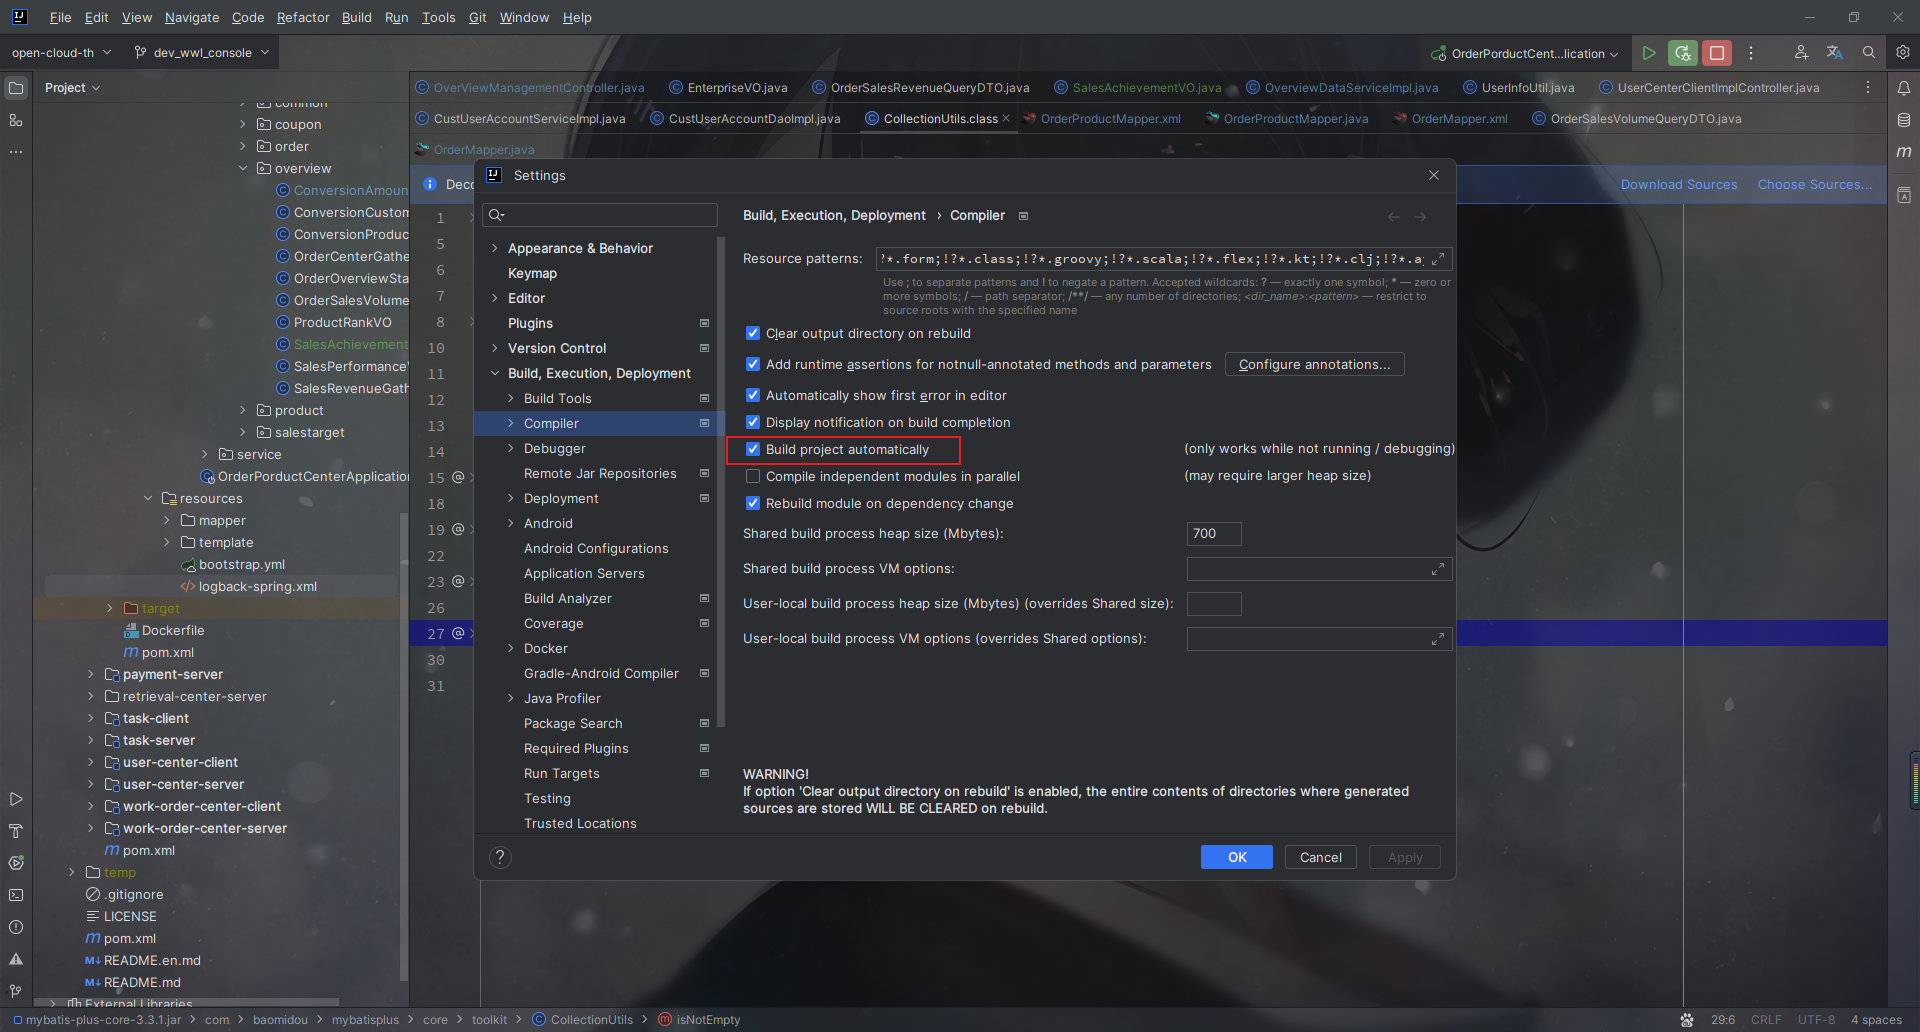 File Edit View Navigate Code Refactor Build Run Tools Git Window Help
open-cloud-th dev_wwl_console OrderPorductCent...lication
Project
OverViewManagementController.java EnterpriseVO.java OrderSalesRevenueQueryDTO.java SalesAchievementVO.java OverviewDataServiceImpl.java UserInfoUtil.java UserCenterClientImplController.java
CustUserAccountServiceImpl.java CustUserAccountDaoImpl.java CollectionUtils.class OrderProductMapper.xml OrderProductMapper.java OrderMapper.xml OrderSalesVolumeQueryDTO.java
OrderMapper.java
Deco
Download Sources Choose Sources...
common
coupon
order
overview
ConversionAmoun
ConversionCustom
ConversionProduc
OrderCenterGathe
OrderOverviewSta
OrderSalesVolume
ProductRankVO
SalesAchievement
SalesPerformanceV
SalesRevenueGath
product
salestarget
service
OrderPorductCenterApplication
resources
mapper
template
bootstrap.yml
logback-spring.xml
target
Dockerfile
pom.xml
payment-server
retrieval-center-server
task-client
task-server
user-center-client
user-center-server
work-order-center-client
work-order-center-server
pom.xml
temp
.gitignore
LICENSE
pom.xml
README.en.md
README.md
External Libraries
1
5
6
7
8
10
11
12
13
14
15 @
18
19 @
22
23 @
26
27 @
30
31
Settings
Appearance & Behavior
Keymap
Editor
Plugins
Version Control
Build, Execution, Deployment
Build Tools
Compiler
Debugger
Remote Jar Repositories
Deployment
Android
Android Configurations
Application Servers
Build Analyzer
Coverage
Docker
Gradle-Android Compiler
Java Profiler
Package Search
Required Plugins
Run Targets
Testing
Trusted Locations
Build, Execution, Deployment › Compiler
Resource patterns: ?*.form;!?*.class;!?*.groovy;!?*.scala;!?*.flex;!?*.kt;!?*.clj;!?*.a
Use ; to separate patterns and ! to negate a pattern. Accepted wildcards: ? — exactly one symbol; * — zero or
more symbols; / — path separator; /**/ — any number of directories; <dir_name>:<pattern> — restrict to
source roots with the specified name
Clear output directory on rebuild
Add runtime assertions for notnull-annotated methods and parameters Configure annotations...
Automatically show first error in editor
Display notification on build completion
Build project automatically (only works while not running / debugging)
Compile independent modules in parallel (may require larger heap size)
Rebuild module on dependency change
Shared build process heap size (Mbytes): 700
Shared build process VM options:
User-local build process heap size (Mbytes) (overrides Shared size):
User-local build process VM options (overrides Shared options):
WARNING!
If option 'Clear output directory on rebuild' is enabled, the entire contents of directories where generated
sources are stored WILL BE CLEARED on rebuild.
? OK Cancel Apply
mybatis-plus-core-3.3.1.jar com baomidou mybatisplus core toolkit CollectionUtils isNotEmpty 29:6 CRLF UTF-8 4 spaces